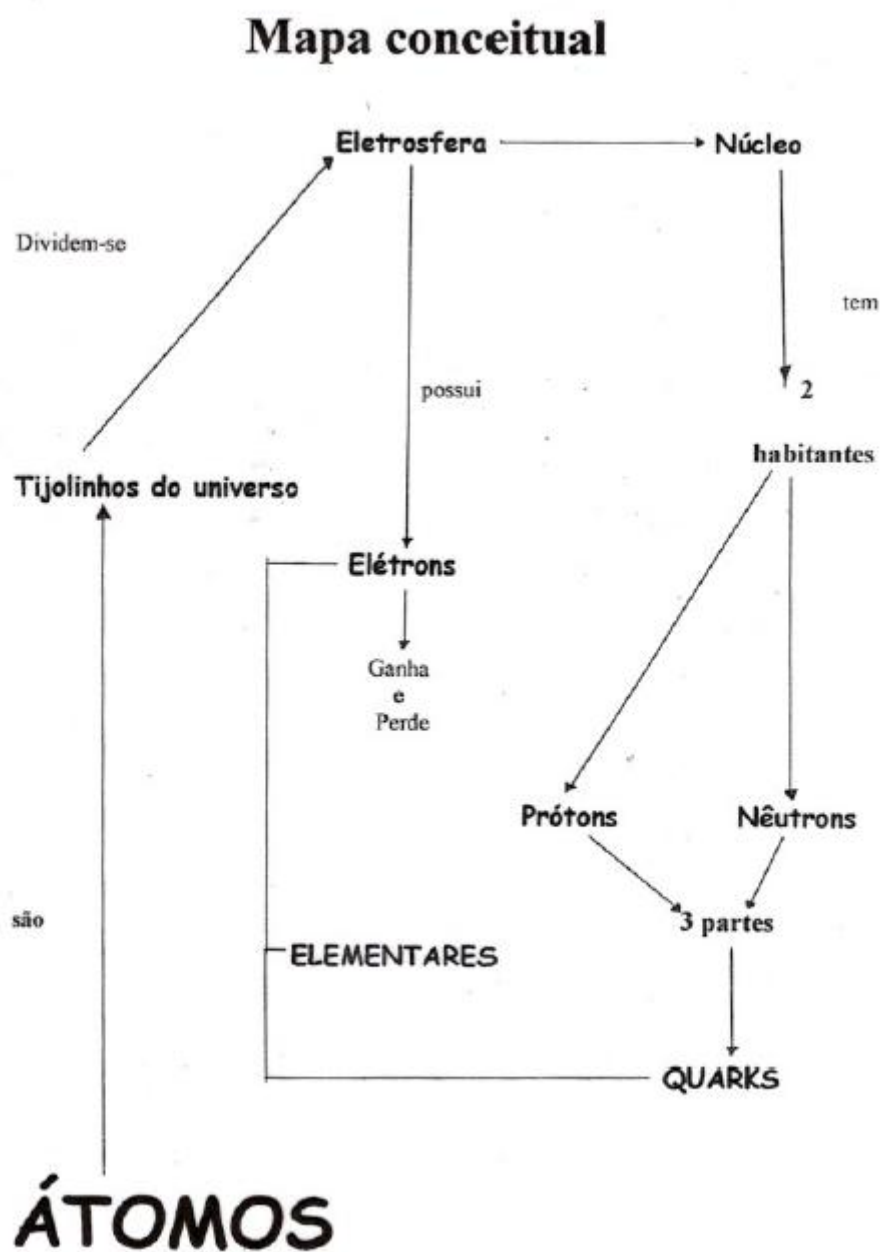 Mapa conceitual
Eletrosfera
Núcleo
Dividem-se
tem
possui
2
habitantes
Tijolinhos do universo
Elétrons
Ganha
e
Perde
Prótons
Nêutrons
são
3 partes
ELEMENTARES
QUARKS
ÁTOMOS